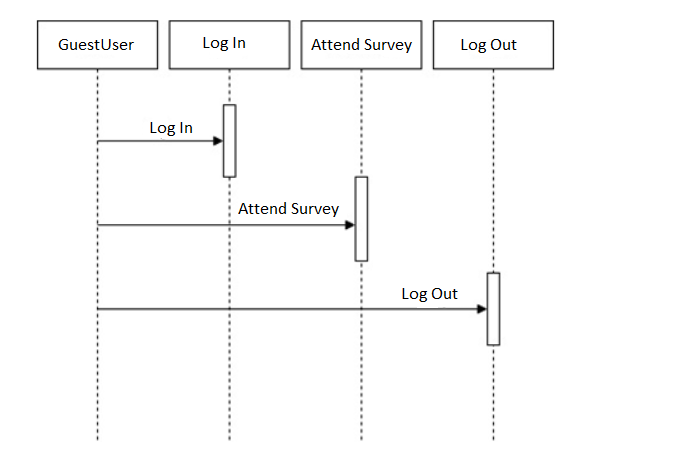 GuestUser
Log In
Attend Survey
Log Out
Log In
Attend Survey
Log Out